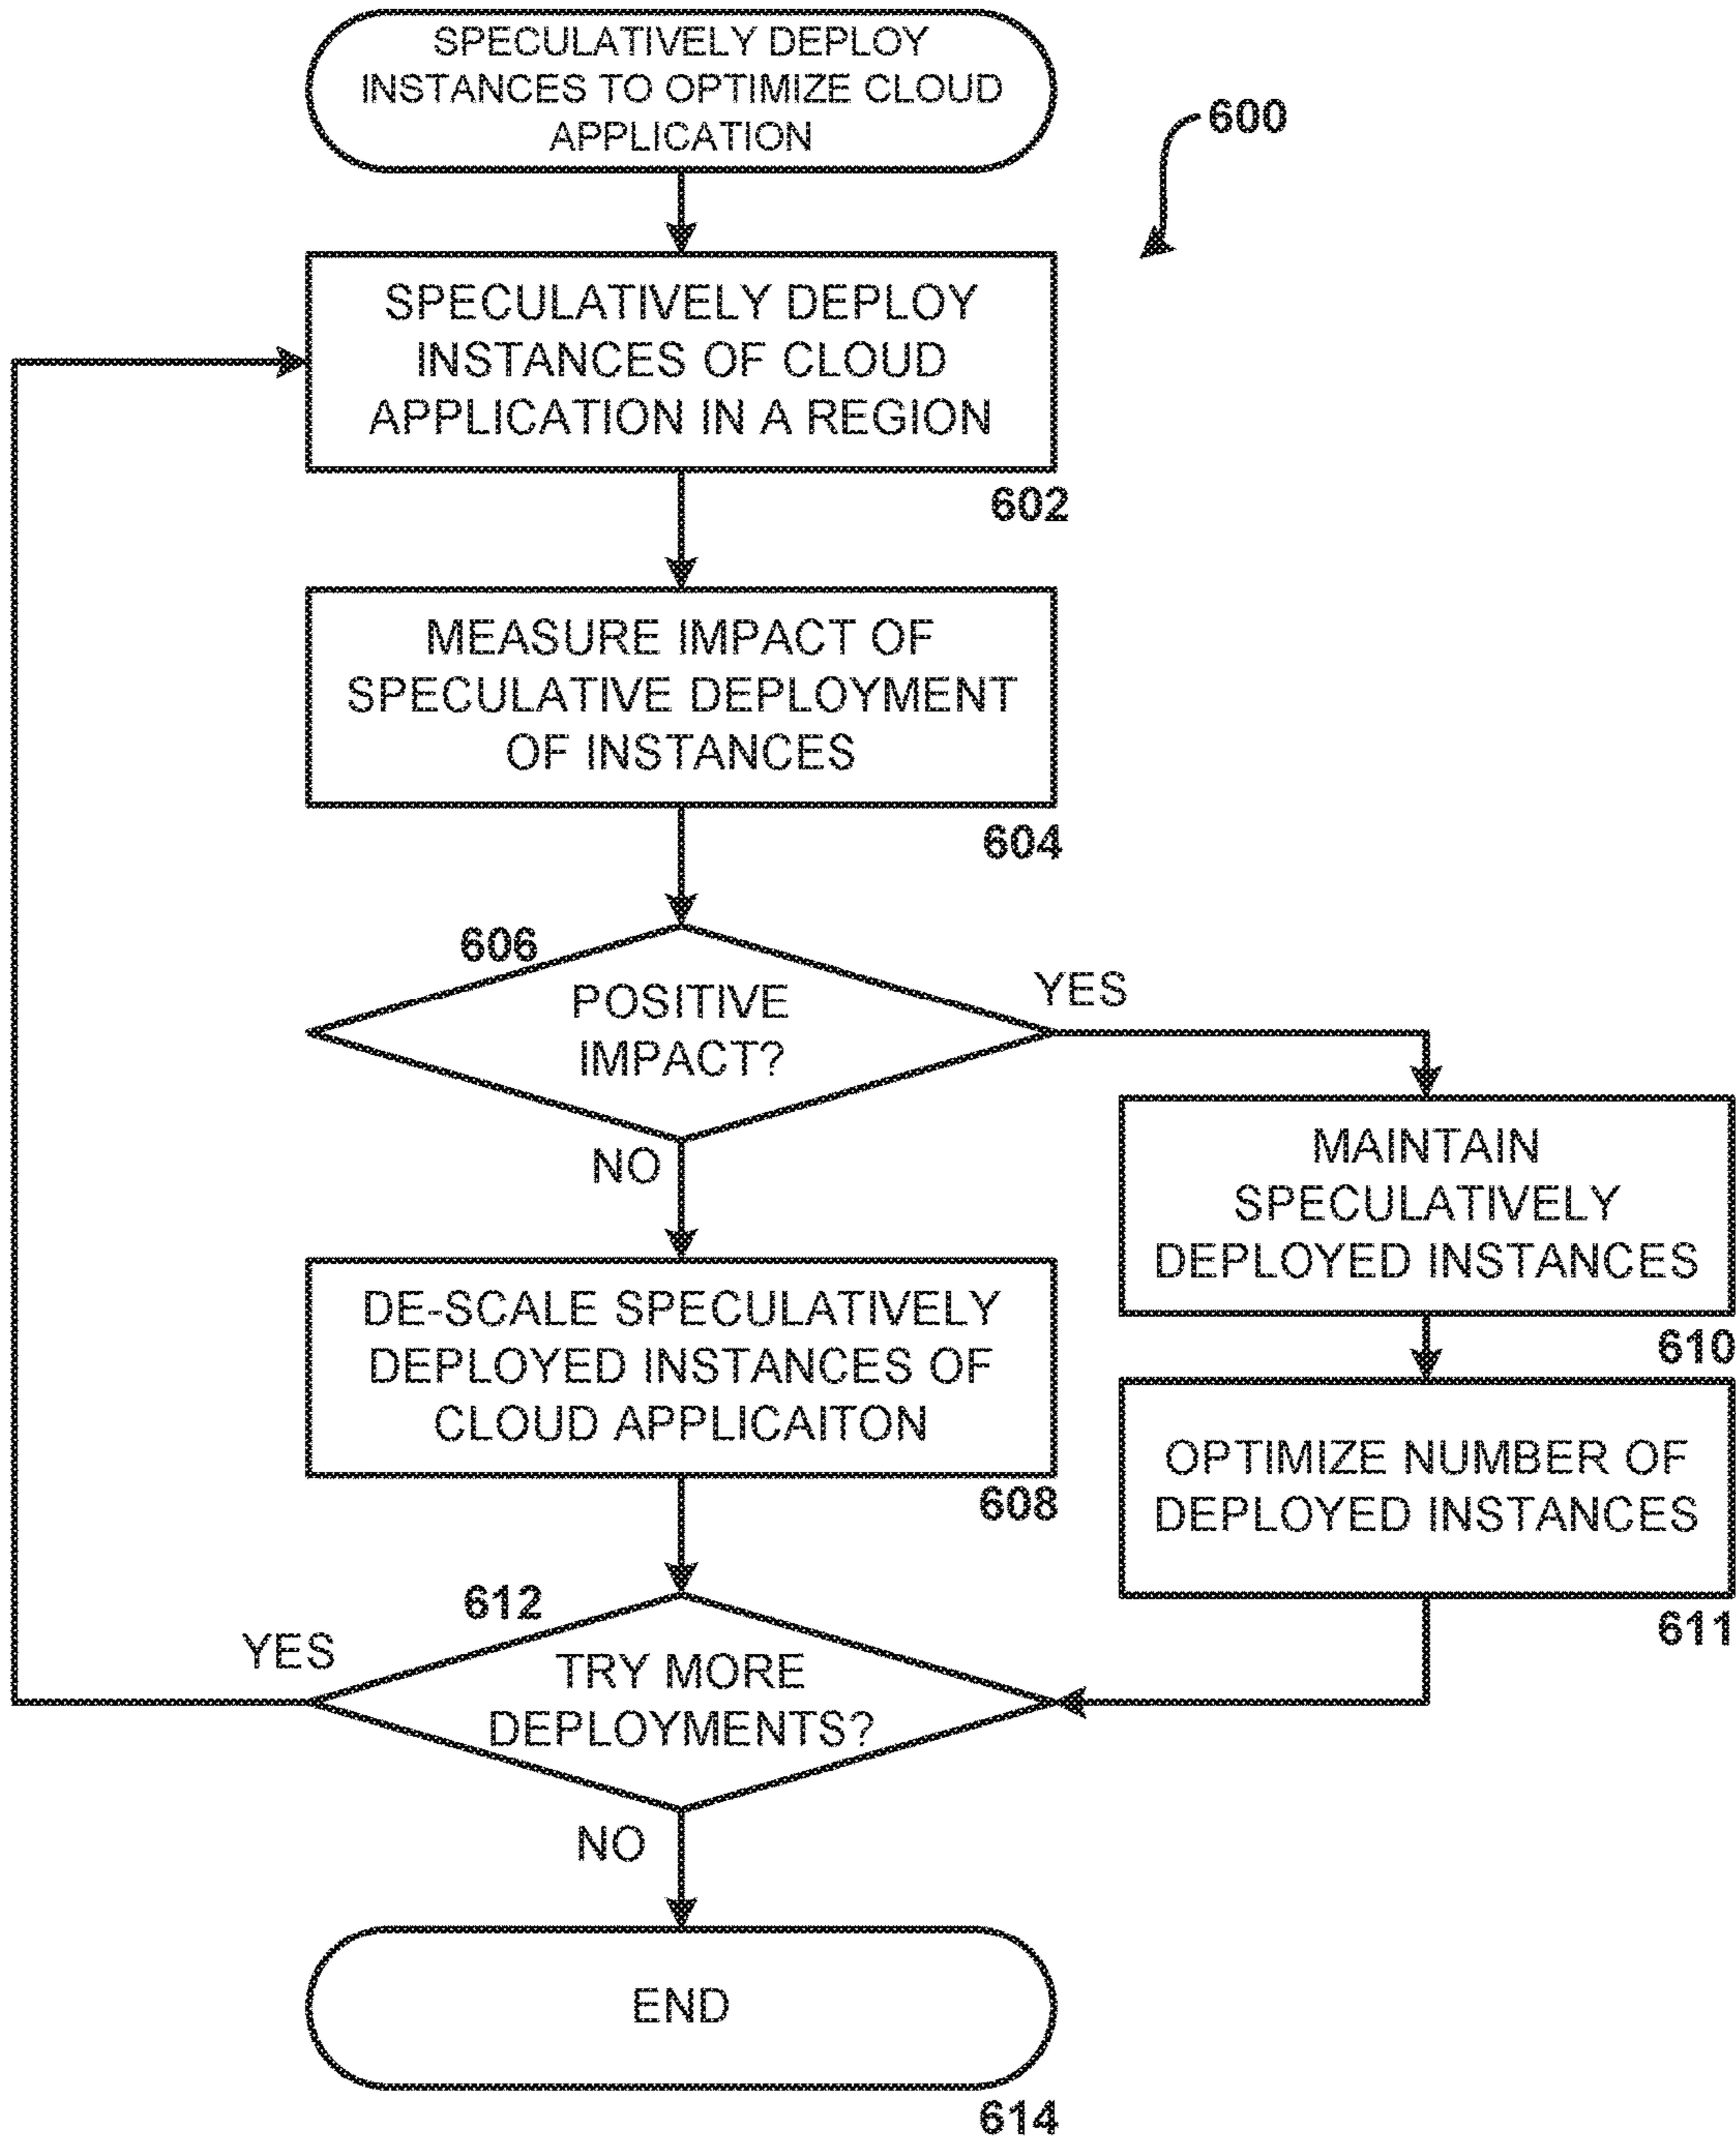 SPECULATIVELY DEPLOY
INSTANCES TO OPTIMIZE CLOUD
APPLICATION
600
SPECULATIVELY DEPLOY
INSTANCES OF CLOUD
APPLICATION IN A REGION
602
MEASURE IMPACT OF
SPECULATIVE DEPLOYMENT
OF INSTANCES
604
606
POSITIVE
IMPACT?
YES
NO
MAINTAIN
SPECULATIVELY
DEPLOYED INSTANCES
610
DE-SCALE SPECULATIVELY
DEPLOYED INSTANCES OF
CLOUD APPLICAITON
608
OPTIMIZE NUMBER OF
DEPLOYED INSTANCES
611
612
YES
TRY MORE
DEPLOYMENTS?
NO
END
614